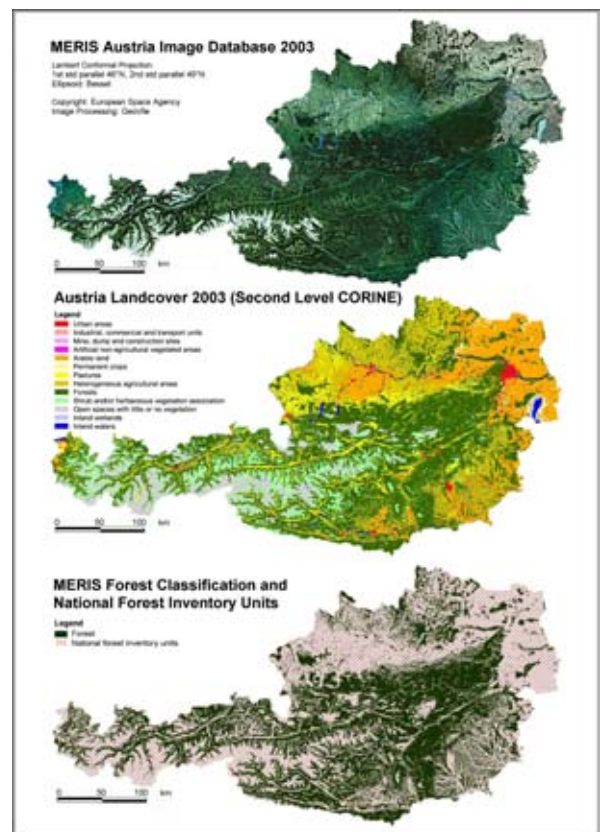 MERIS Austria Image Database 2003
Lambert Conformal Projection
1st std parallel 46°N, 2nd std parallel 49°N
Ellipsoid: Bessel
Copyright: European Space Agency
Image Processing: GeoVille
0 50 100
km
Austria Landcover 2003 (Second Level CORINE)
Legend
Urban areas
Industrial, commercial and transport units
Mine, dump and construction sites
Artificial non-agricultural vegetated areas
Arable land
Permanent crops
Pastures
Heterogeneous agricultural areas
Forests
Shrub and/or herbaceous vegetation association
Open spaces with little or no vegetation
Inland wetlands
Inland waters
0 50 100
km
MERIS Forest Classification and
National Forest Inventory Units
Legend
Forest
National forest inventory units
0 50 100
km